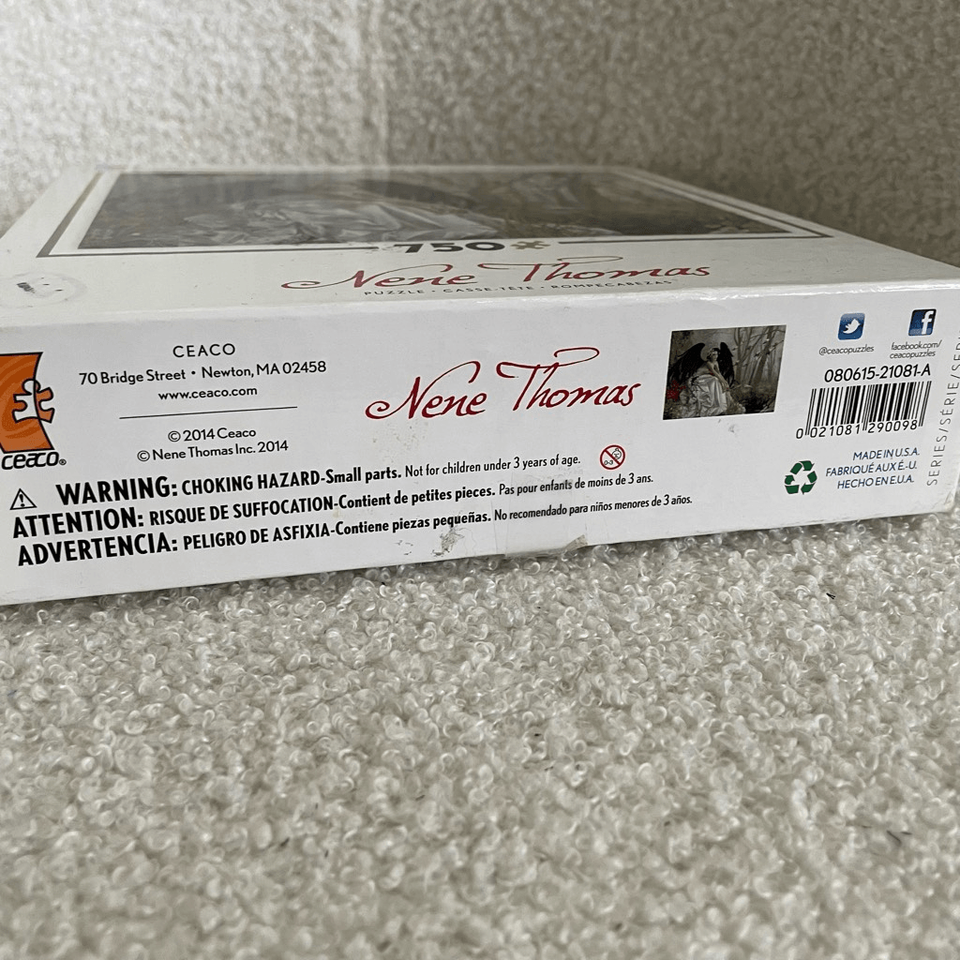 750
Nene Thomas
PUZZLE • CASSE-TÊTE • ROMPECABEZAS
ceaco®
CEACO
70 Bridge Street • Newton, MA 02458
www.ceaco.com
© 2014 Ceaco
© Nene Thomas Inc. 2014
Nene Thomas
@ceacopuzzles
facebook.com/
ceacopuzzles
080615-21081-A
0 021081 290098
MADE IN U.S.A.
FABRIQUÉ AUX É.-U.
HECHO EN E.U.A.
SERIES/SÉRIE/SERI
WARNING: CHOKING HAZARD-Small parts. Not for children under 3 years of age.
ATTENTION: RISQUE DE SUFFOCATION-Contient de petites pieces. Pas pour enfants de moins de 3 ans.
ADVERTENCIA: PELIGRO DE ASFIXIA-Contiene piezas pequeñas. No recomendado para niños menores de 3 años.